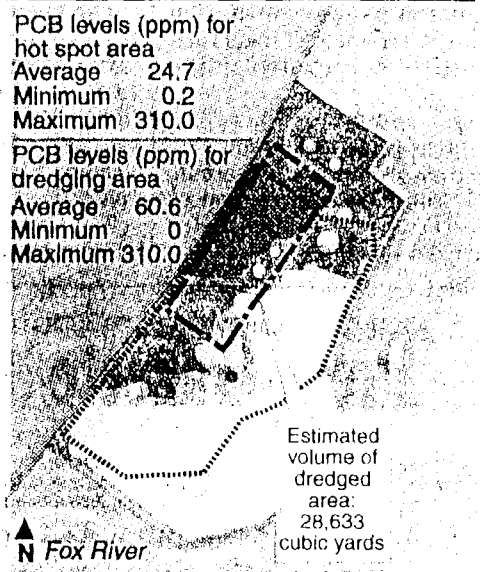 PCB levels (ppm) for
hot spot area
Average 24.7
Minimum 0.2
Maximum 310.0
PCB levels (ppm) for
dredging area
Average 60.6
Minimum 0
Maximum 310.0
Estimated
volume of
dredged
area:
28,633
cubic yards
N Fox River